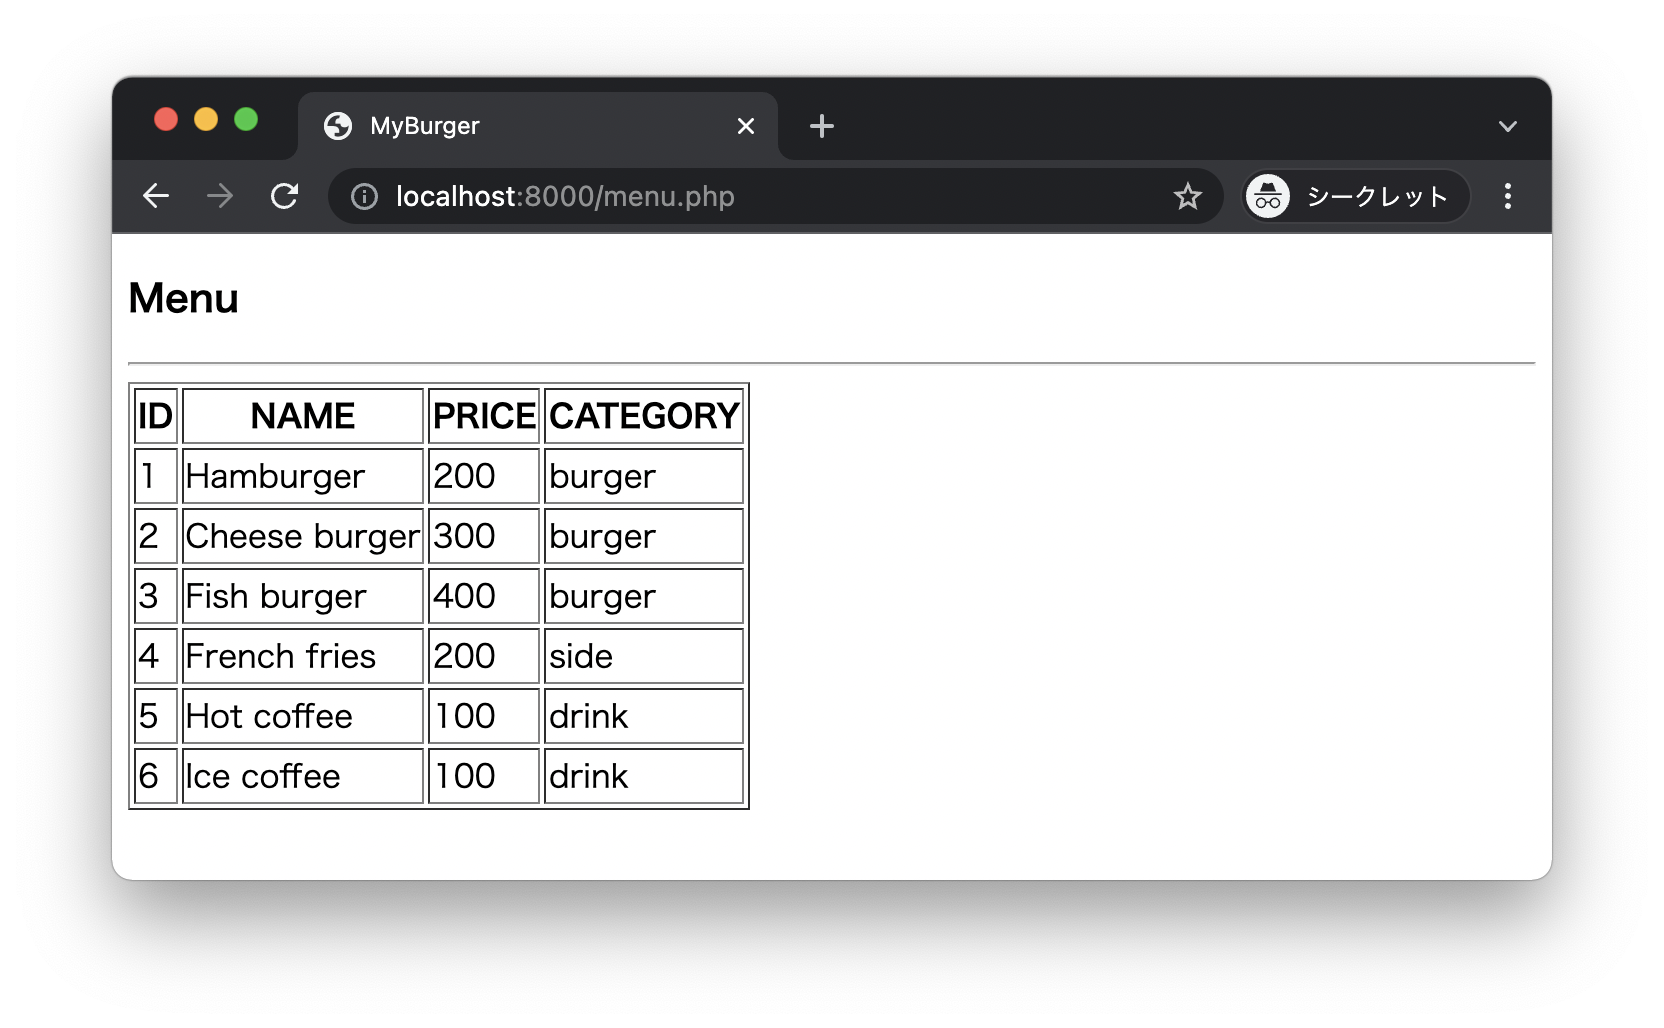 MyBurger
localhost:8000/menu.php シークレット
Menu
ID NAME PRICE CATEGORY
1 Hamburger 200 burger
2 Cheese burger 300 burger
3 Fish burger 400 burger
4 French fries 200 side
5 Hot coffee 100 drink
6 Ice coffee 100 drink